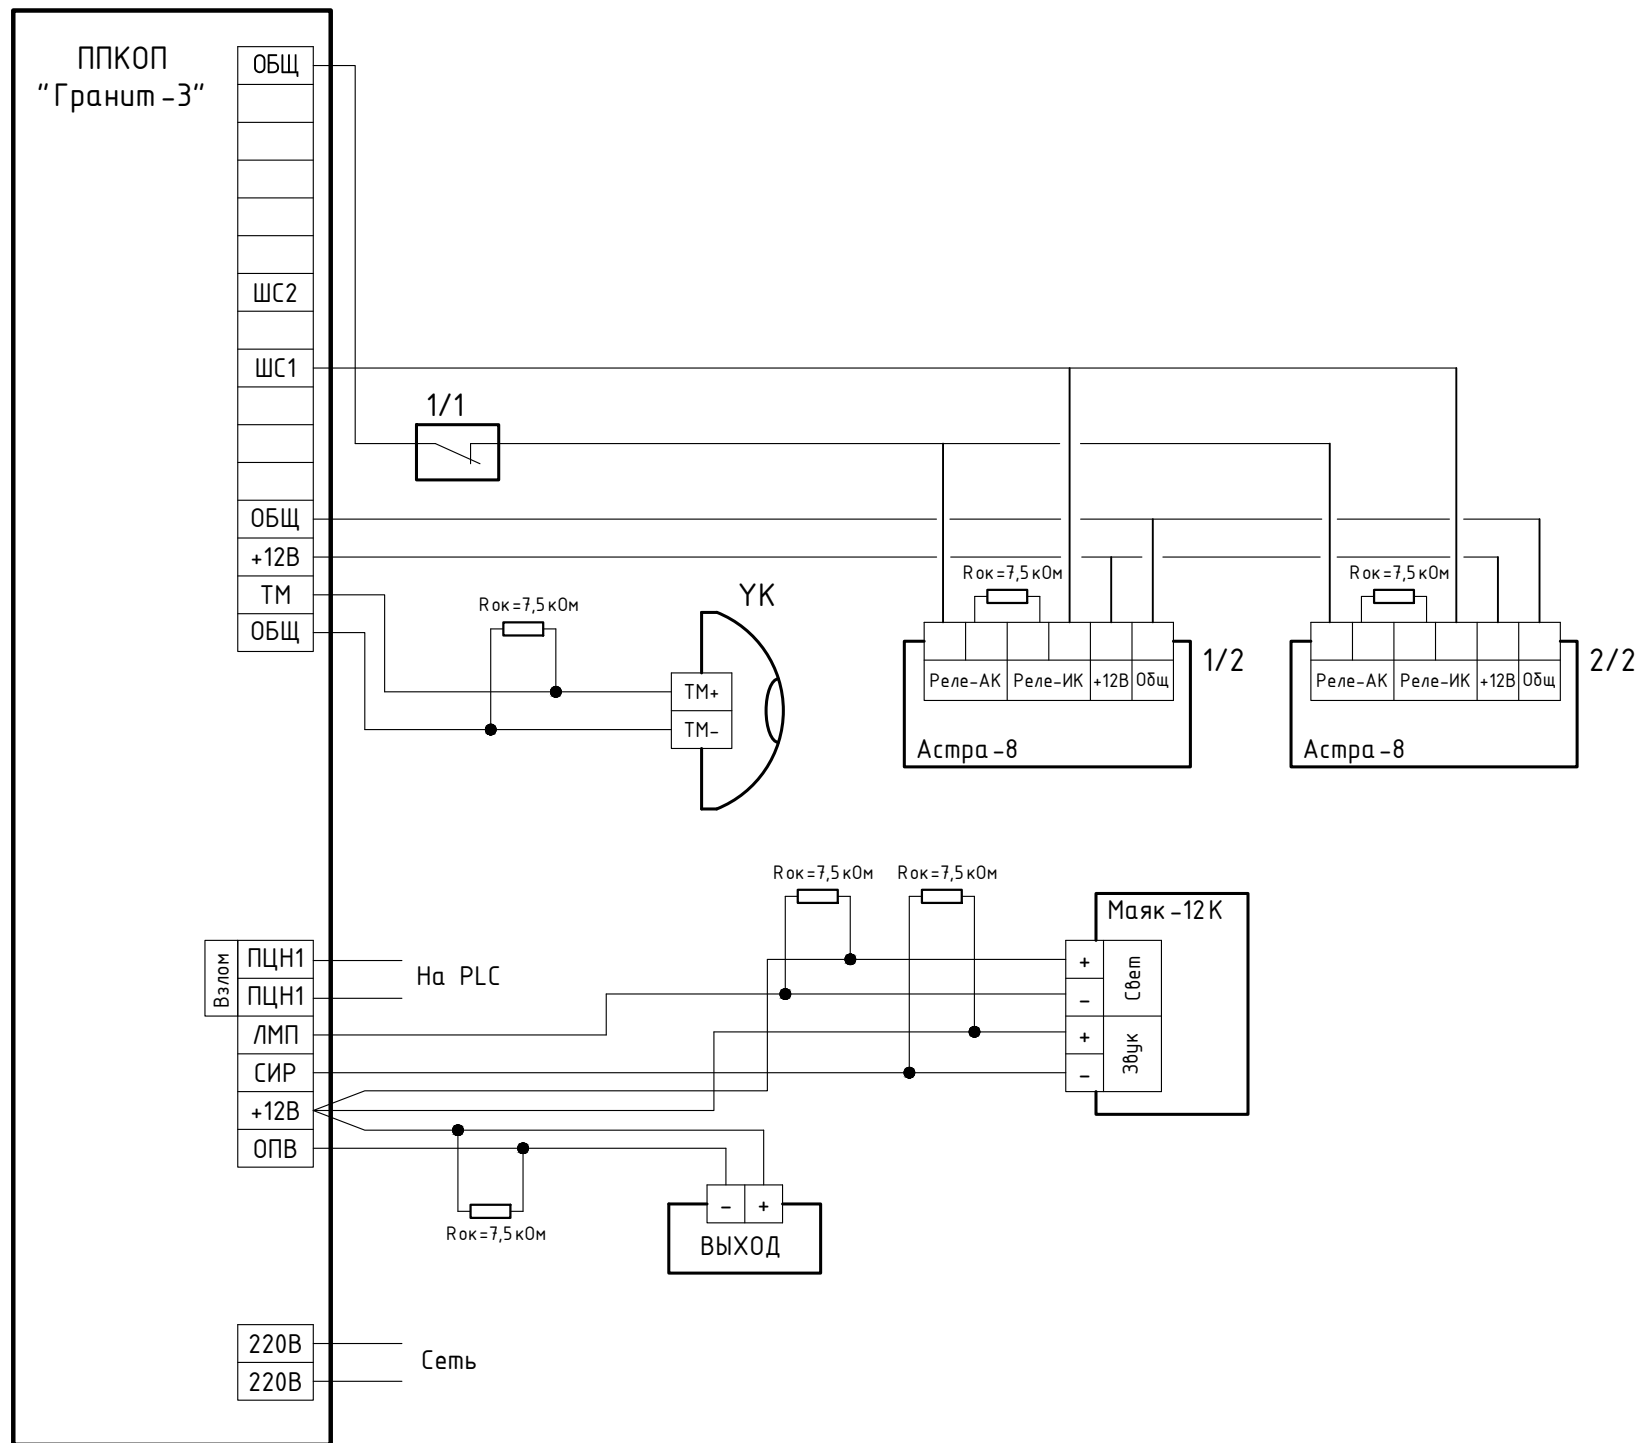 ППКОП
"Гранит-3"
ОБЩ
ШС2
ШС1
1/1
ОБЩ
+12В
ТМ
ОБЩ
Rок=7,5кОм
YK
ТМ+
ТМ-
Rок=7,5кОм
Реле-АК
Реле-ИК
+12В
Общ
1/2
Астра-8
Rок=7,5кОм
Реле-АК
Реле-ИК
+12В
Общ
2/2
Астра-8
Взлом
ПЦН1
ПЦН1
На PLC
ЛМП
СИР
+12В
ОПВ
Rок=7,5кОм
Rок=7,5кОм
Маяк-12К
+
-
Свет
+
-
Звук
Rок=7,5кОм
- +
ВЫХОД
220В
220В
Сеть